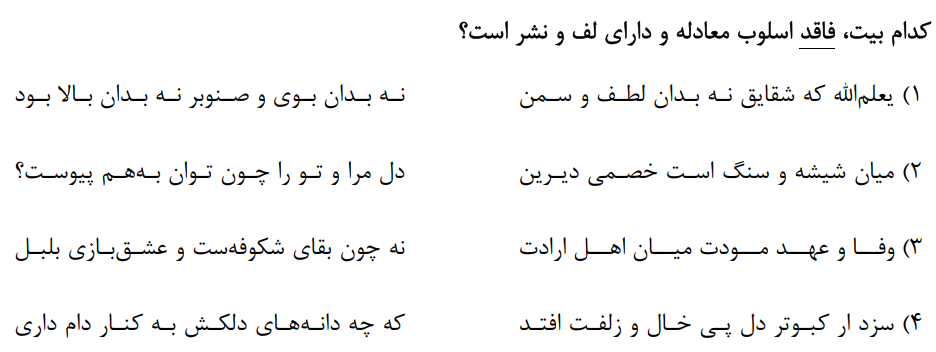 کدام بیت، فاقد اسلوب معادله و دارای لف و نشر است؟
۱) یعلم‌الله که شقایق نه بدان لطف و سمن نه بدان بوی و صنوبر نه بدان بالا بود
۲) میان شیشه و سنگ است خصمی دیرین دل مرا و تو را چون توان به‌هم پیوست؟
۳) وفا و عهد مودت میان اهل ارادت نه چون بقای شکوفه‌ست و عشق‌بازی بلبل
۴) سزد ار کبوتر دل پی خال و زلفت افتد که چه دانه‌های دلکش به کنار دام داری